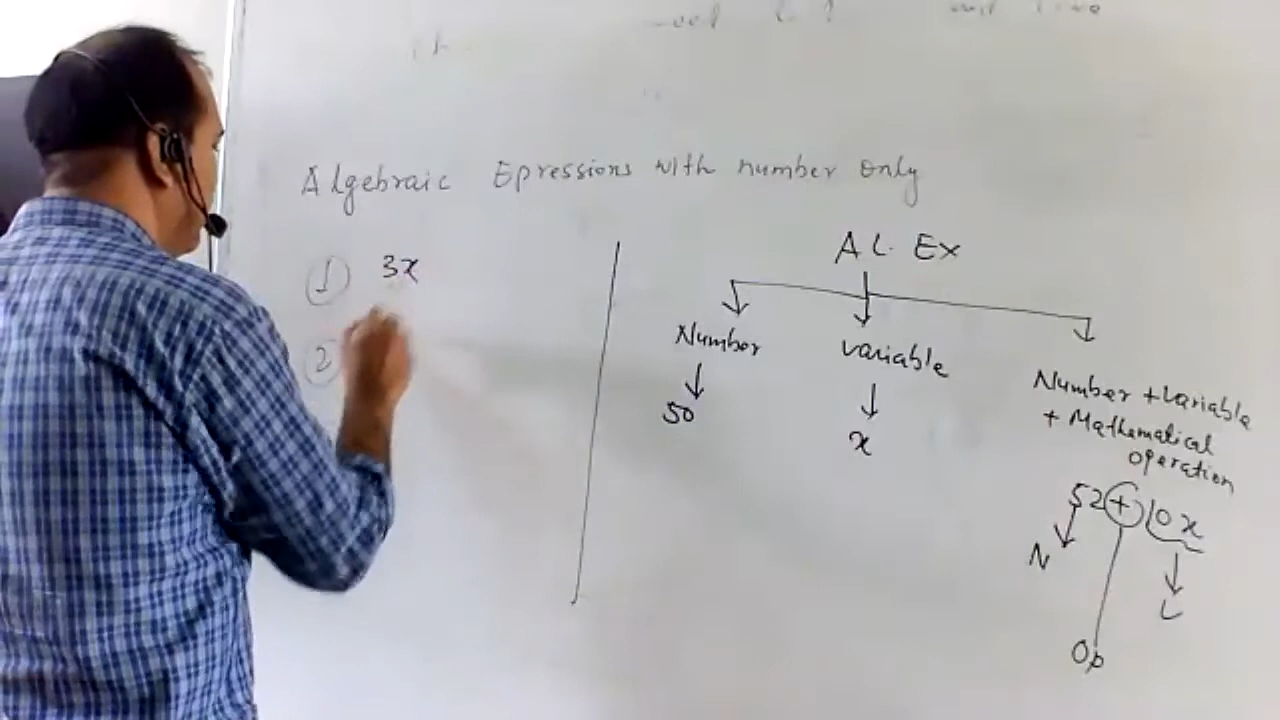 Algebraic Epressions with number only
① 3x
②
AL. Ex
Number
50
variable
x
Number + variable
+ Mathematical
operation
52 + 10x
N
Op